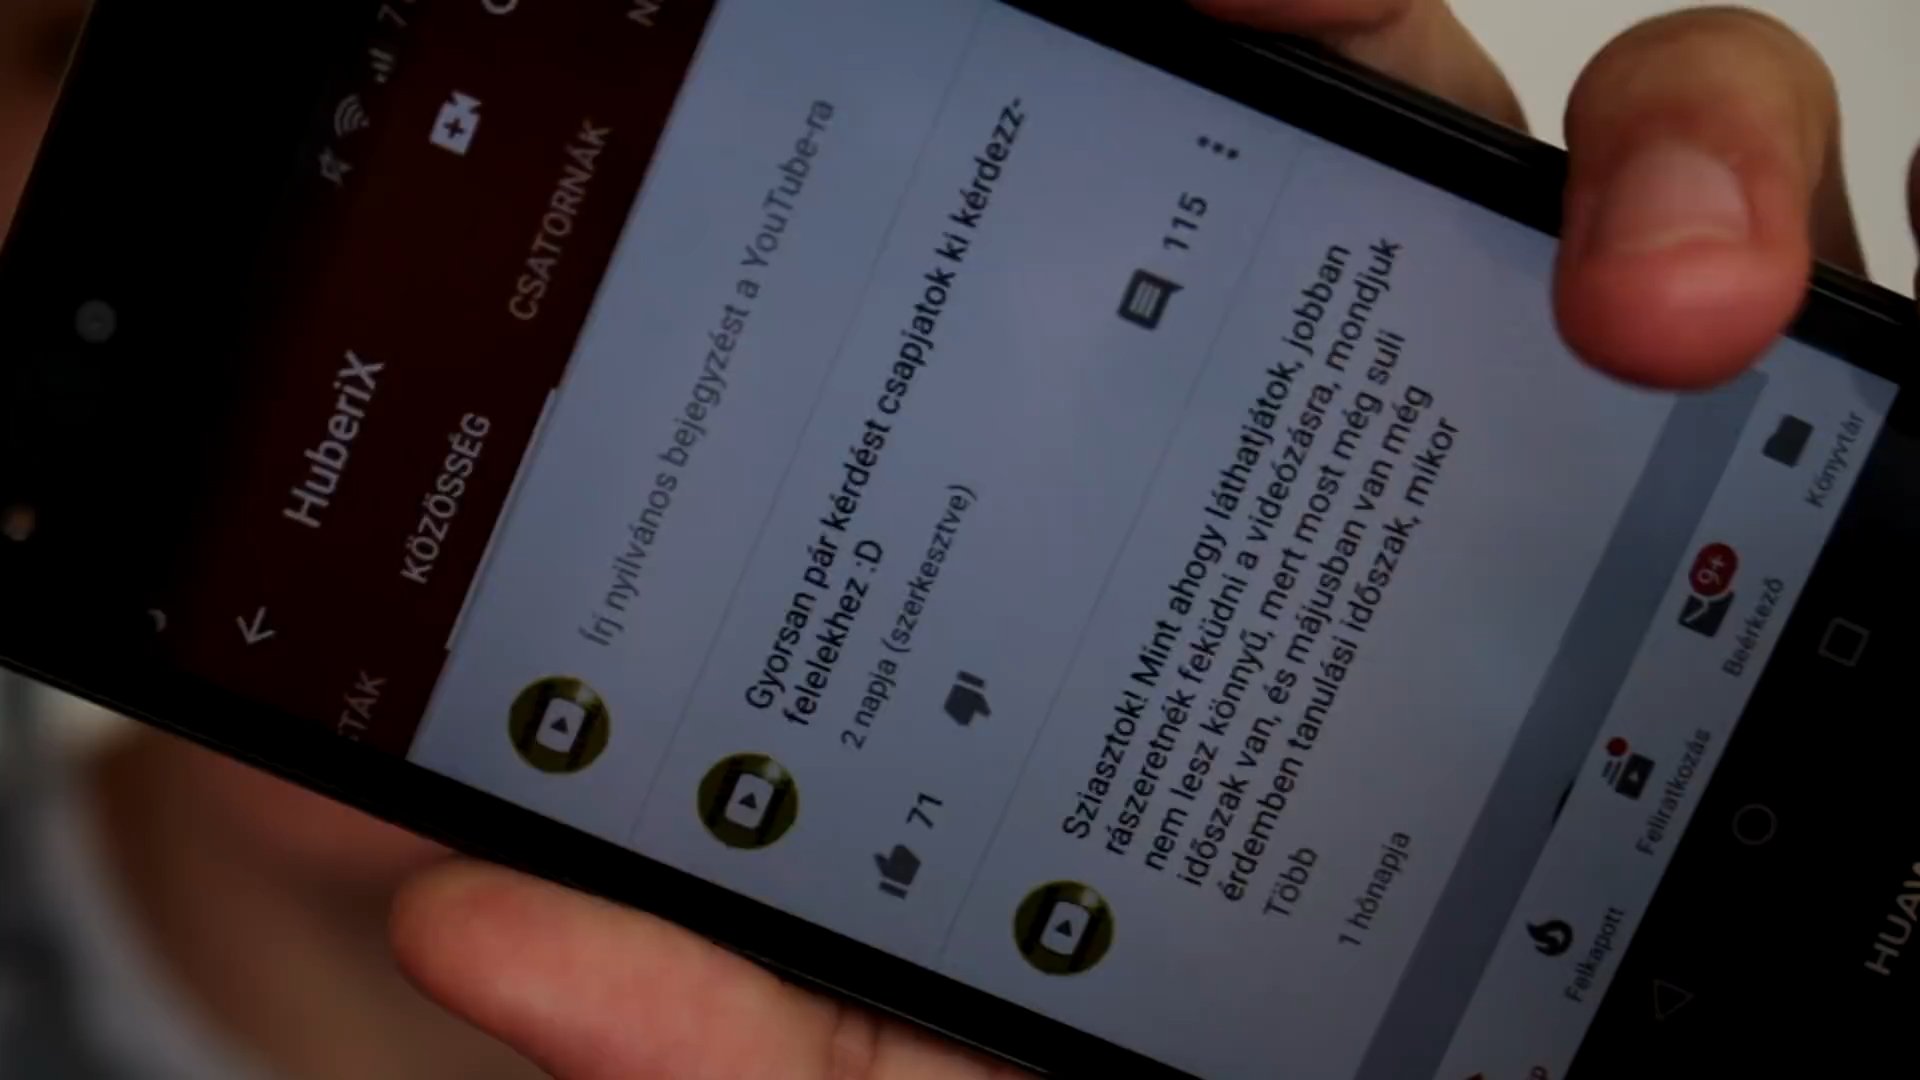 HuberiX
TÁK
KÖZÖSSÉG
CSATORNÁK
Írj nyilvános bejegyzést a YouTube-ra
Gyorsan pár kérdést csapjatok ki kérdezz-
felelekhez :D
2 napja (szerkesztve)
71
115
Sziasztok! Mint ahogy láthatjátok, jobban
rászeretnék feküdni a videózásra, mondjuk
nem lesz könnyű, mert most még suli
időszak van, és májusban van még
érdemben tanulási időszak, mikor
Több
1 hónapja
Felkapott
Feliratkozás
9+
Beérkező
Könyvtár